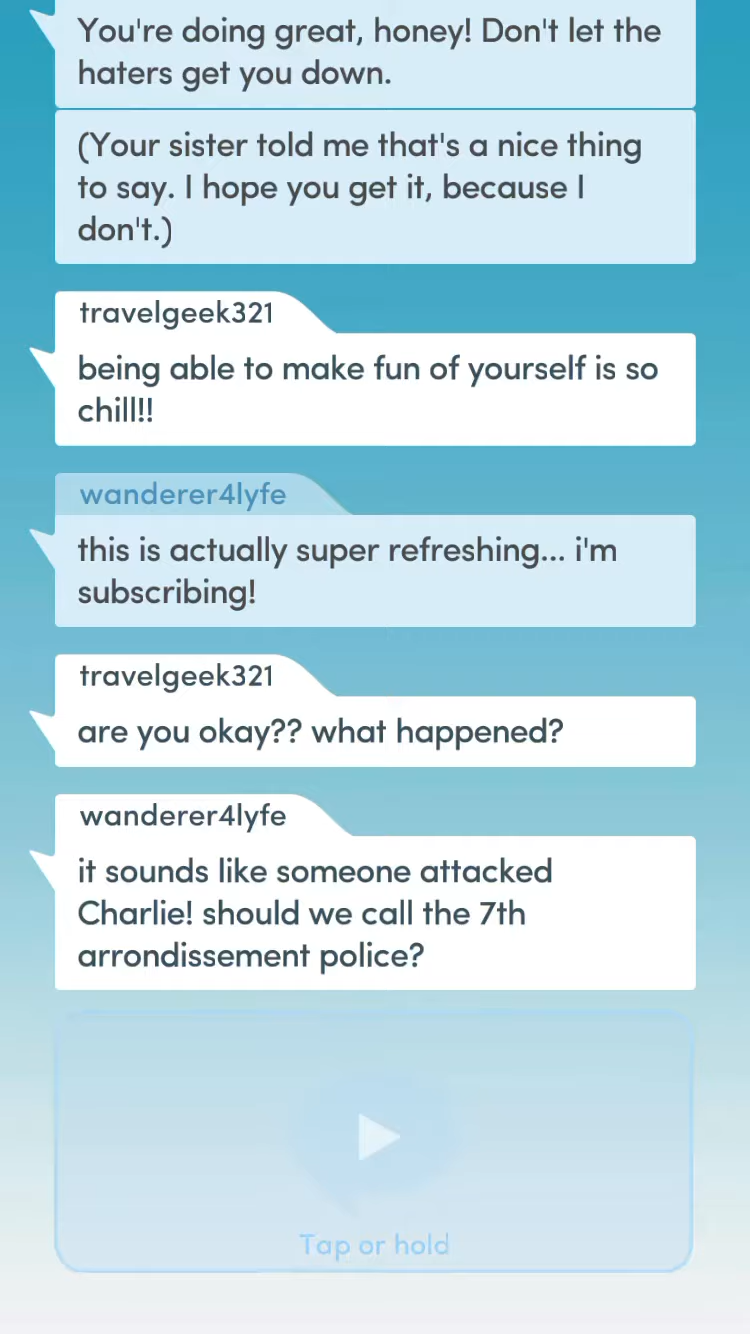 You're doing great, honey! Don't let the
haters get you down.
(Your sister told me that's a nice thing
to say. I hope you get it, because I
don't.)
travelgeek321
being able to make fun of yourself is so
chill!!
wanderer4lyfe
this is actually super refreshing... i'm
subscribing!
travelgeek321
are you okay?? what happened?
wanderer4lyfe
it sounds like someone attacked
Charlie! should we call the 7th
arrondissement police?
Tap or hold